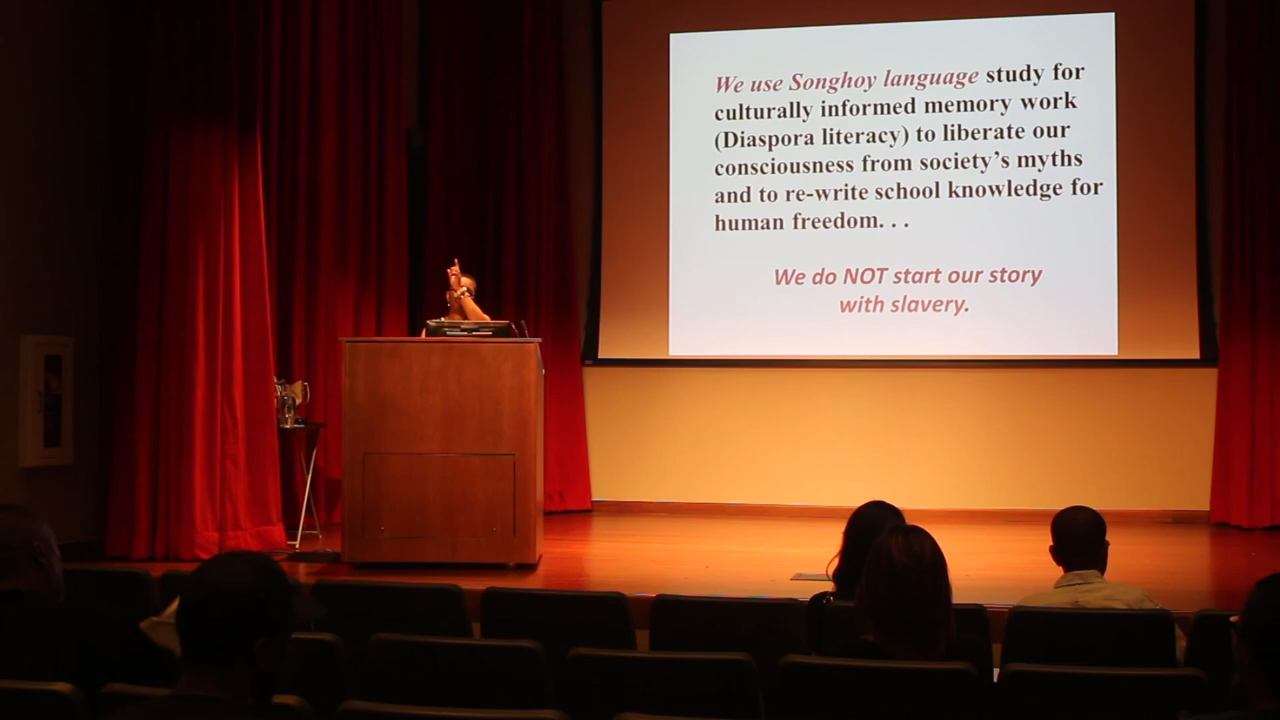 We use Songhoy language study for
culturally informed memory work
(Diaspora literacy) to liberate our
consciousness from society's myths
and to re-write school knowledge for
human freedom. . .
We do NOT start our story
with slavery.